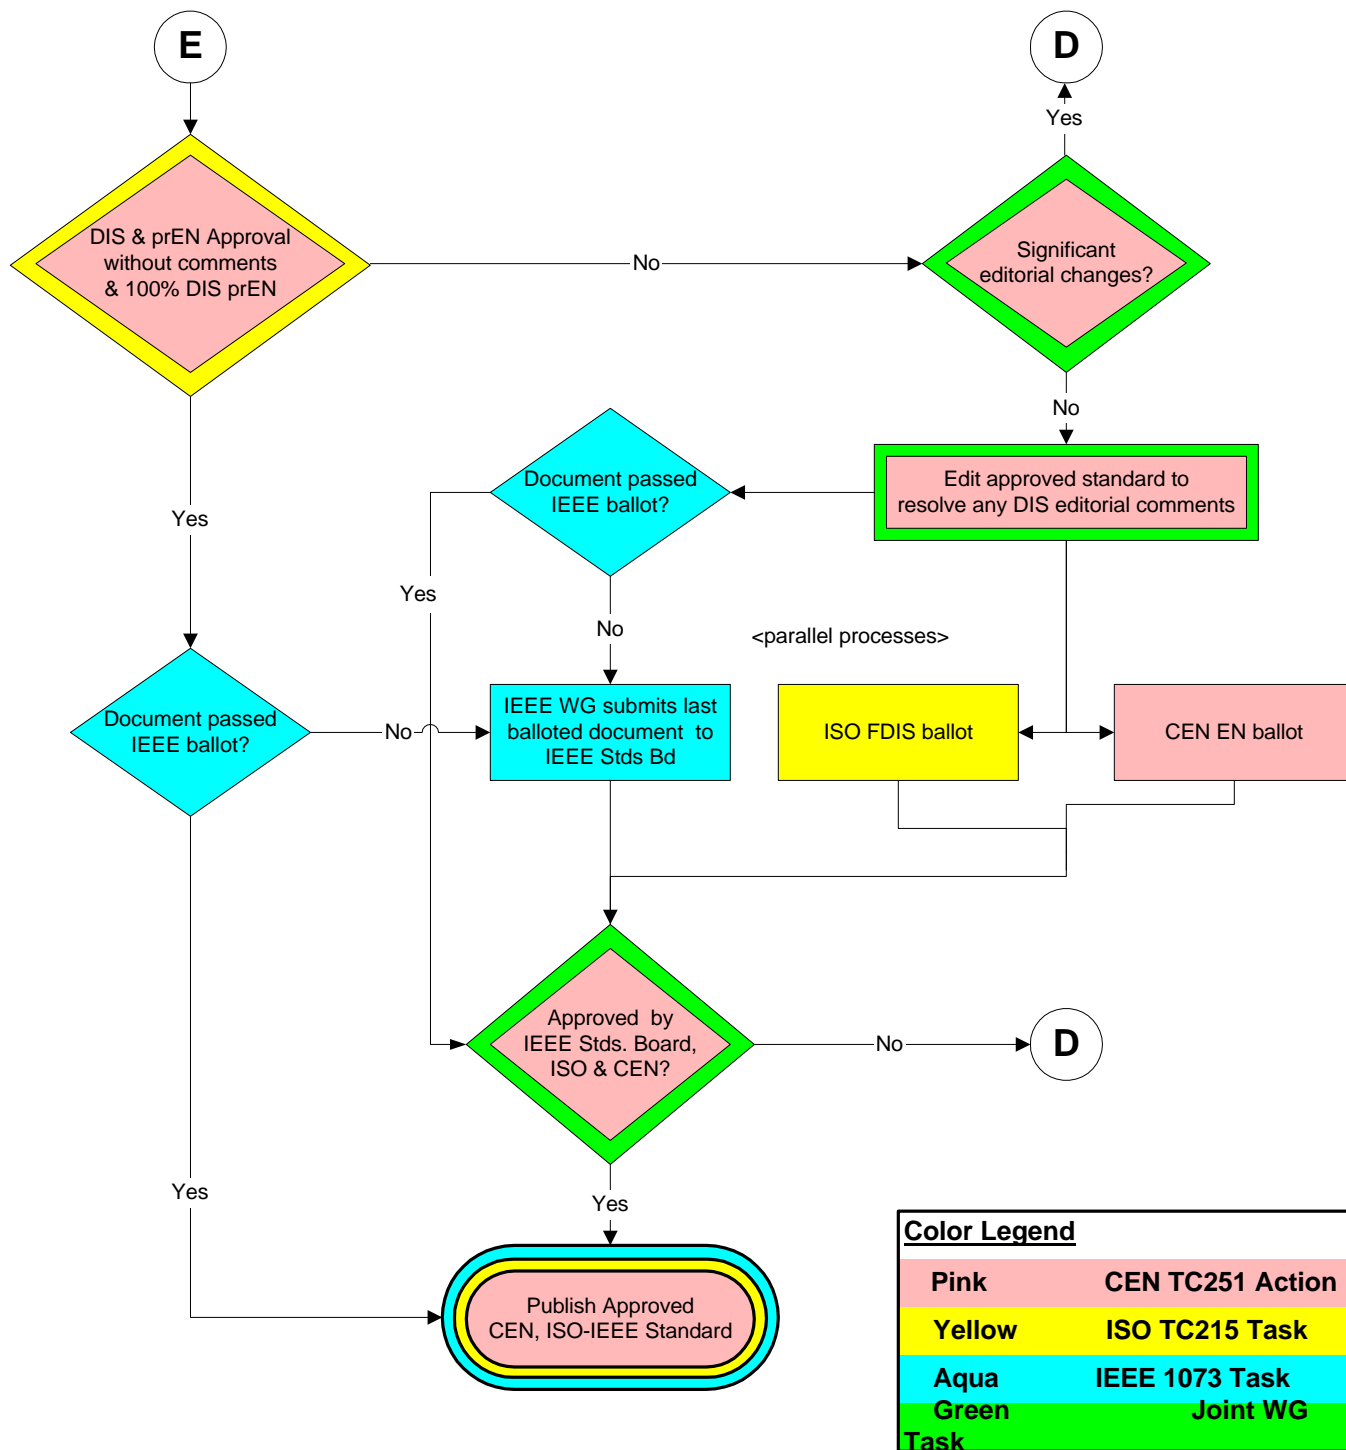 E
D
Yes
DIS & prEN Approval
without comments
& 100% DIS prEN
No
Significant
editorial changes?
No
Document passed
IEEE ballot?
Edit approved standard to
resolve any DIS editorial comments
Yes
Yes
No
<parallel processes>
Document passed
IEEE ballot?
No
IEEE WG submits last
balloted document to
IEEE Stds Bd
ISO FDIS ballot
CEN EN ballot
Approved by
IEEE Stds. Board,
ISO & CEN?
No
D
Yes
Yes
Publish Approved
CEN, ISO-IEEE Standard
Color Legend
Pink CEN TC251 Action
Yellow ISO TC215 Task
Aqua IEEE 1073 Task
Green Joint WG
Task